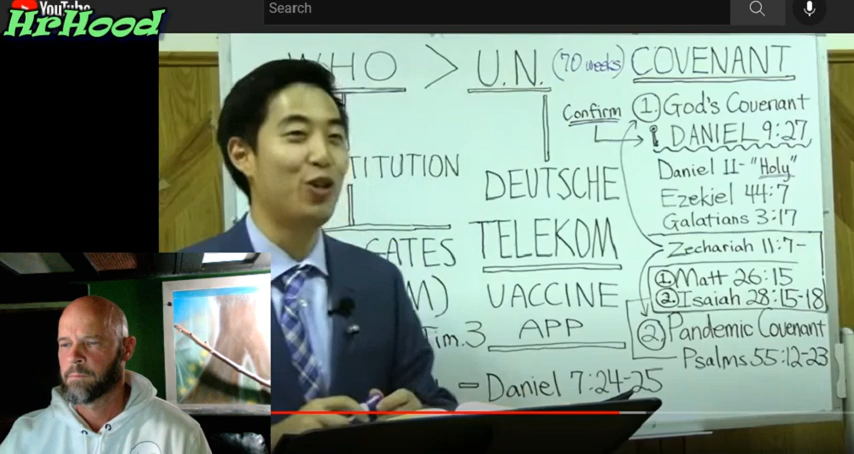 YouTube
HrHood
Search
WHO > U.N. (70 weeks) COVENANT
Confirm ① God's Covenant
DANIEL 9:27
Daniel 11- "Holy"
Ezekiel 44:7
Galatians 3:17
Zechariah 11:7-
① Matt 26:15
② Isaiah 28:15-18
② Pandemic Covenant
Psalms 55:12-23
TITUTION
DEUTSCHE
GATES
TELEKOM
M)
VACCINE
Tim. 3
APP
- Daniel 7:24-25